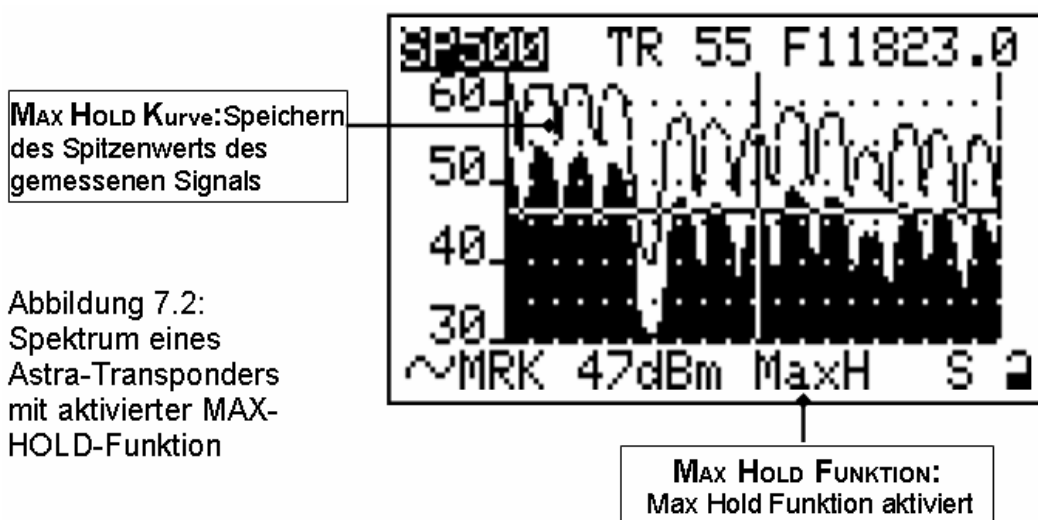 SP500 TR 55 F11823.0
60
50
40
30
~MRK 47dBm MaxH S
MAX HOLD Kurve:Speichern
des Spitzenwerts des
gemessenen Signals
Abbildung 7.2:
Spektrum eines
Astra-Transponders
mit aktivierter MAX-
HOLD-Funktion
MAX HOLD FUNKTION:
Max Hold Funktion aktiviert